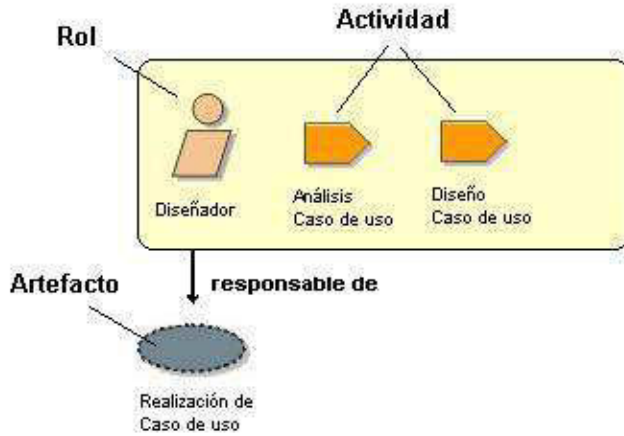 Actividad
Rol
Diseñador
Análisis
Caso de uso
Diseño
Caso de uso
responsable de
Artefacto
Realización de
Caso de uso